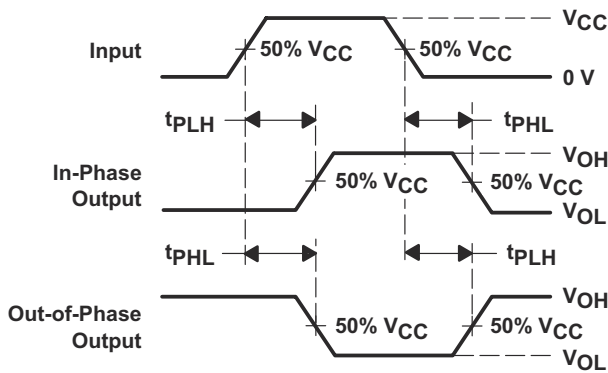 VCC
Input
50% VCC
50% VCC
0 V
tPLH
tPHL
VOH
In-Phase
Output
50% VCC
50% VCC
VOL
tPHL
tPLH
VOH
Out-of-Phase
Output
50% VCC
50% VCC
VOL